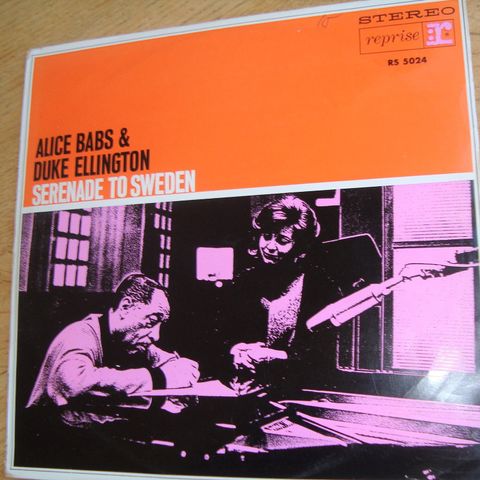 STEREO
reprise
RS 5024
ALICE BABS &
DUKE ELLINGTON
SERENADE TO SWEDEN